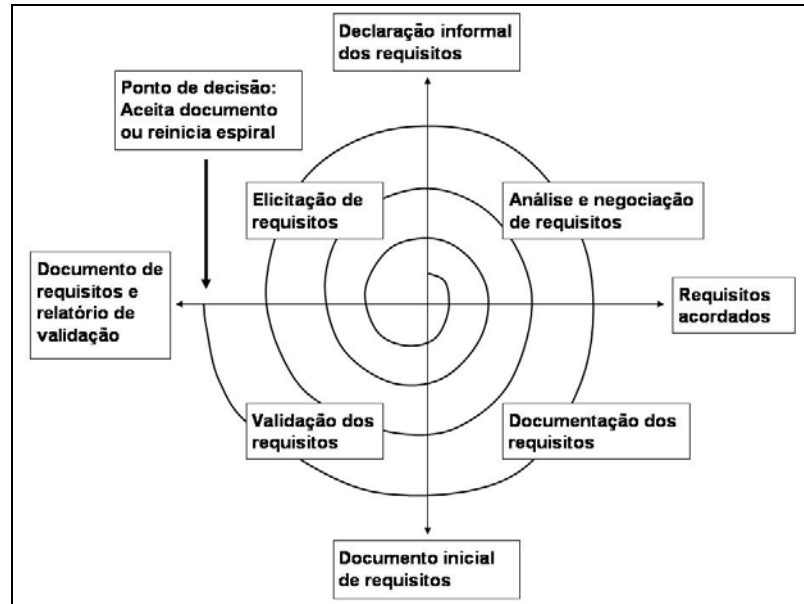 Declaração informal
dos requisitos
Ponto de decisão:
Aceita documento
ou reinicia espiral
Elicitação de
requisitos
Análise e negociação
de requisitos
Documento de
requisitos e
relatório de
validação
Requisitos
acordados
Validação dos
requisitos
Documentação dos
requisitos
Documento inicial
de requisitos